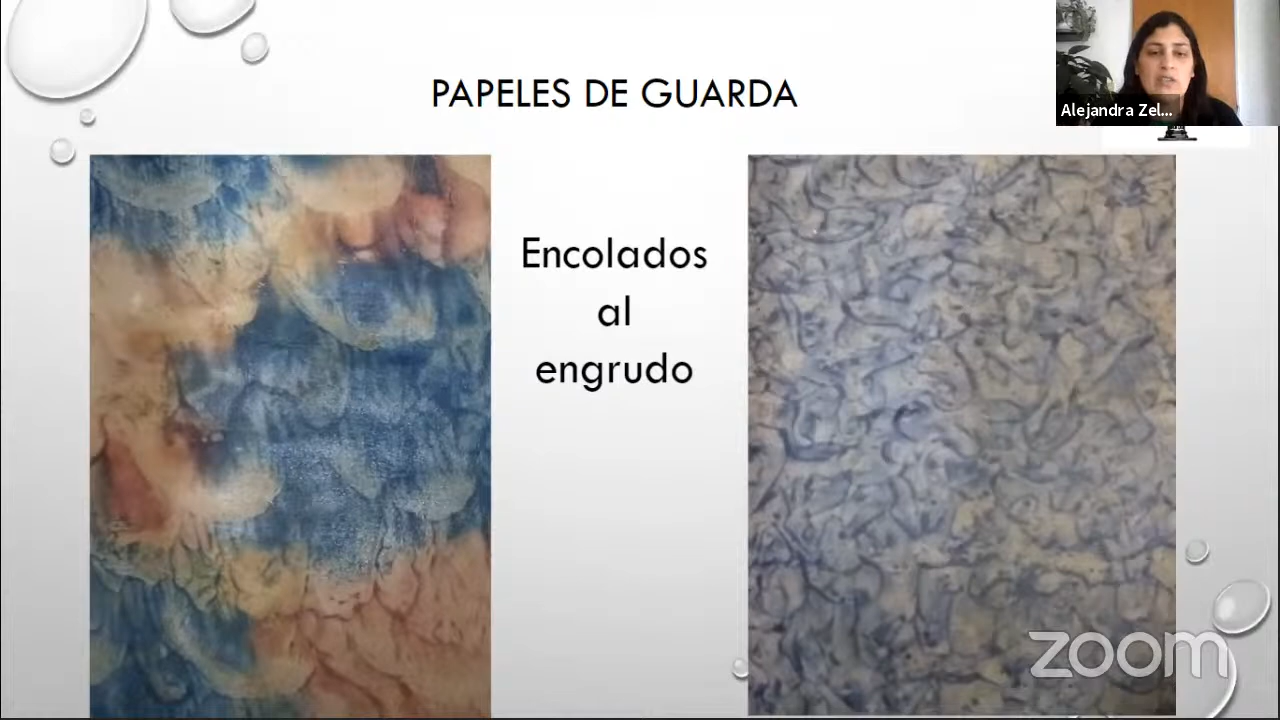 PAPELES DE GUARDA
Alejandra Zel...
Encolados
al
engrudo
zoom